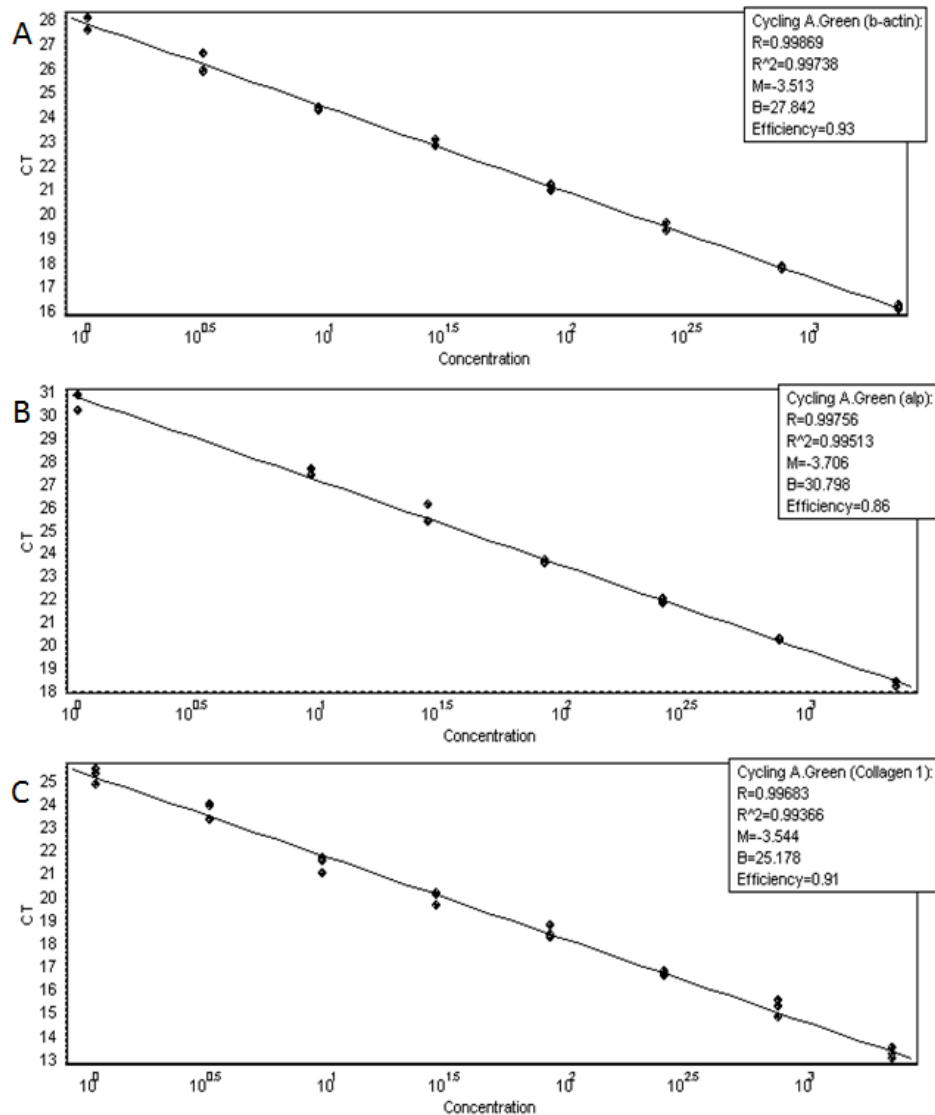 A
28
27
26
25
24
23
22
21
20
19
18
17
16
CT
10^0 10^0.5 10^1 10^1.5 10^2 10^2.5 10^3
Concentration
Cycling A.Green (b-actin):
R=0.99869
R^2=0.99738
M=-3.513
B=27.842
Efficiency=0.93
B
31
30
29
28
27
26
25
24
23
22
21
20
19
18
CT
10^0 10^0.5 10^1 10^1.5 10^2 10^2.5 10^3
Concentration
Cycling A.Green (alp):
R=0.99756
R^2=0.99513
M=-3.706
B=30.798
Efficiency=0.86
C
25
24
23
22
21
20
19
18
17
16
15
14
13
CT
10^0 10^0.5 10^1 10^1.5 10^2 10^2.5 10^3
Concentration
Cycling A.Green (Collagen 1):
R=0.99683
R^2=0.99366
M=-3.544
B=25.178
Efficiency=0.91